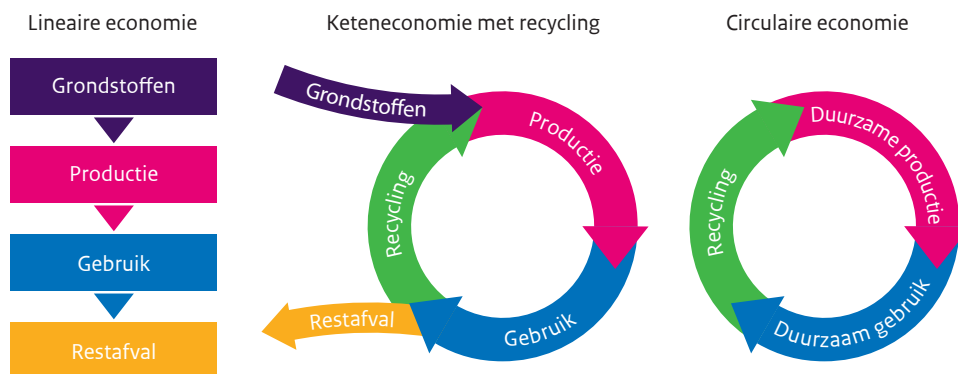 Lineaire economie
Grondstoffen
Productie
Gebruik
Restafval
Keteneconomie met recycling
Grondstoffen
Productie
Gebruik
Recycling
Restafval
Circulaire economie
Duurzame productie
Duurzaam gebruik
Recycling